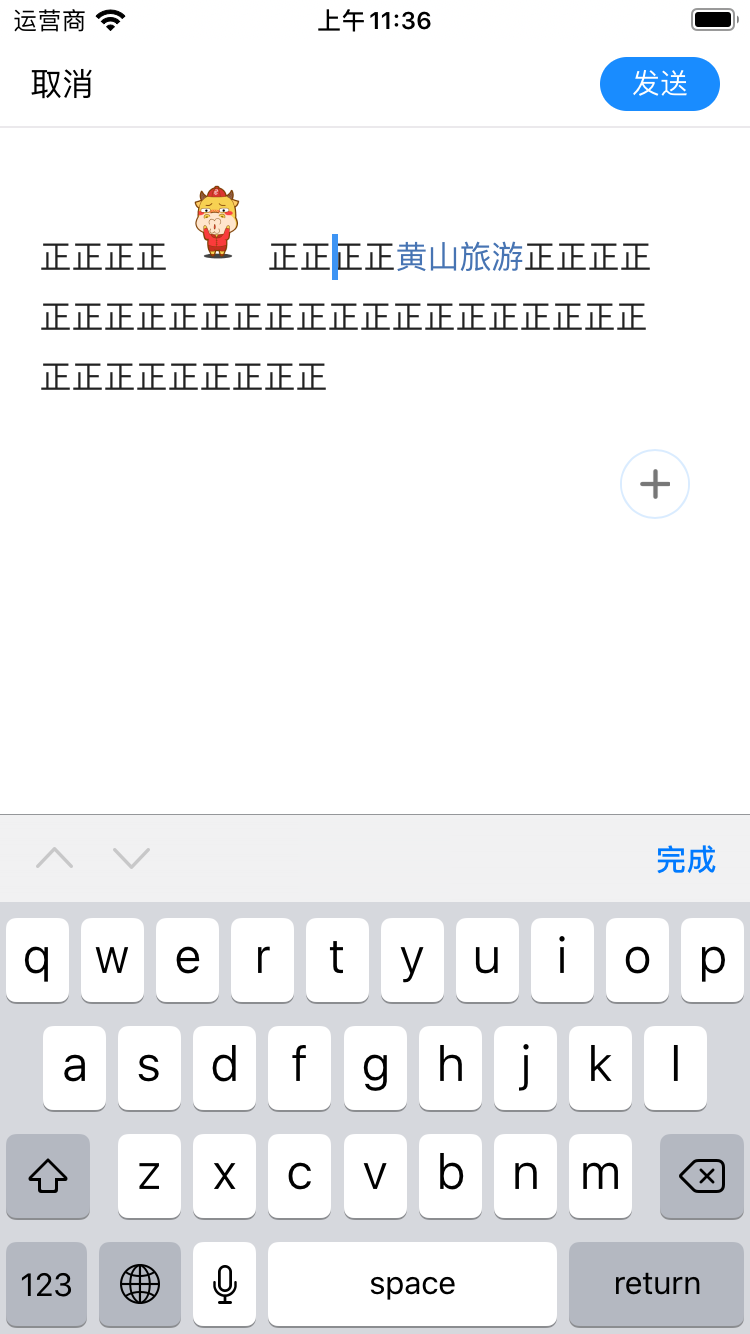 运营商 上午11:36
取消 发送
正正正正 正正正正黄山旅游正正正正
正正正正正正正正正正正正正正正正正正正
正正正正正正正正正
完成
q w e r t y u i o p
a s d f g h j k l
z x c v b n m
123 space return